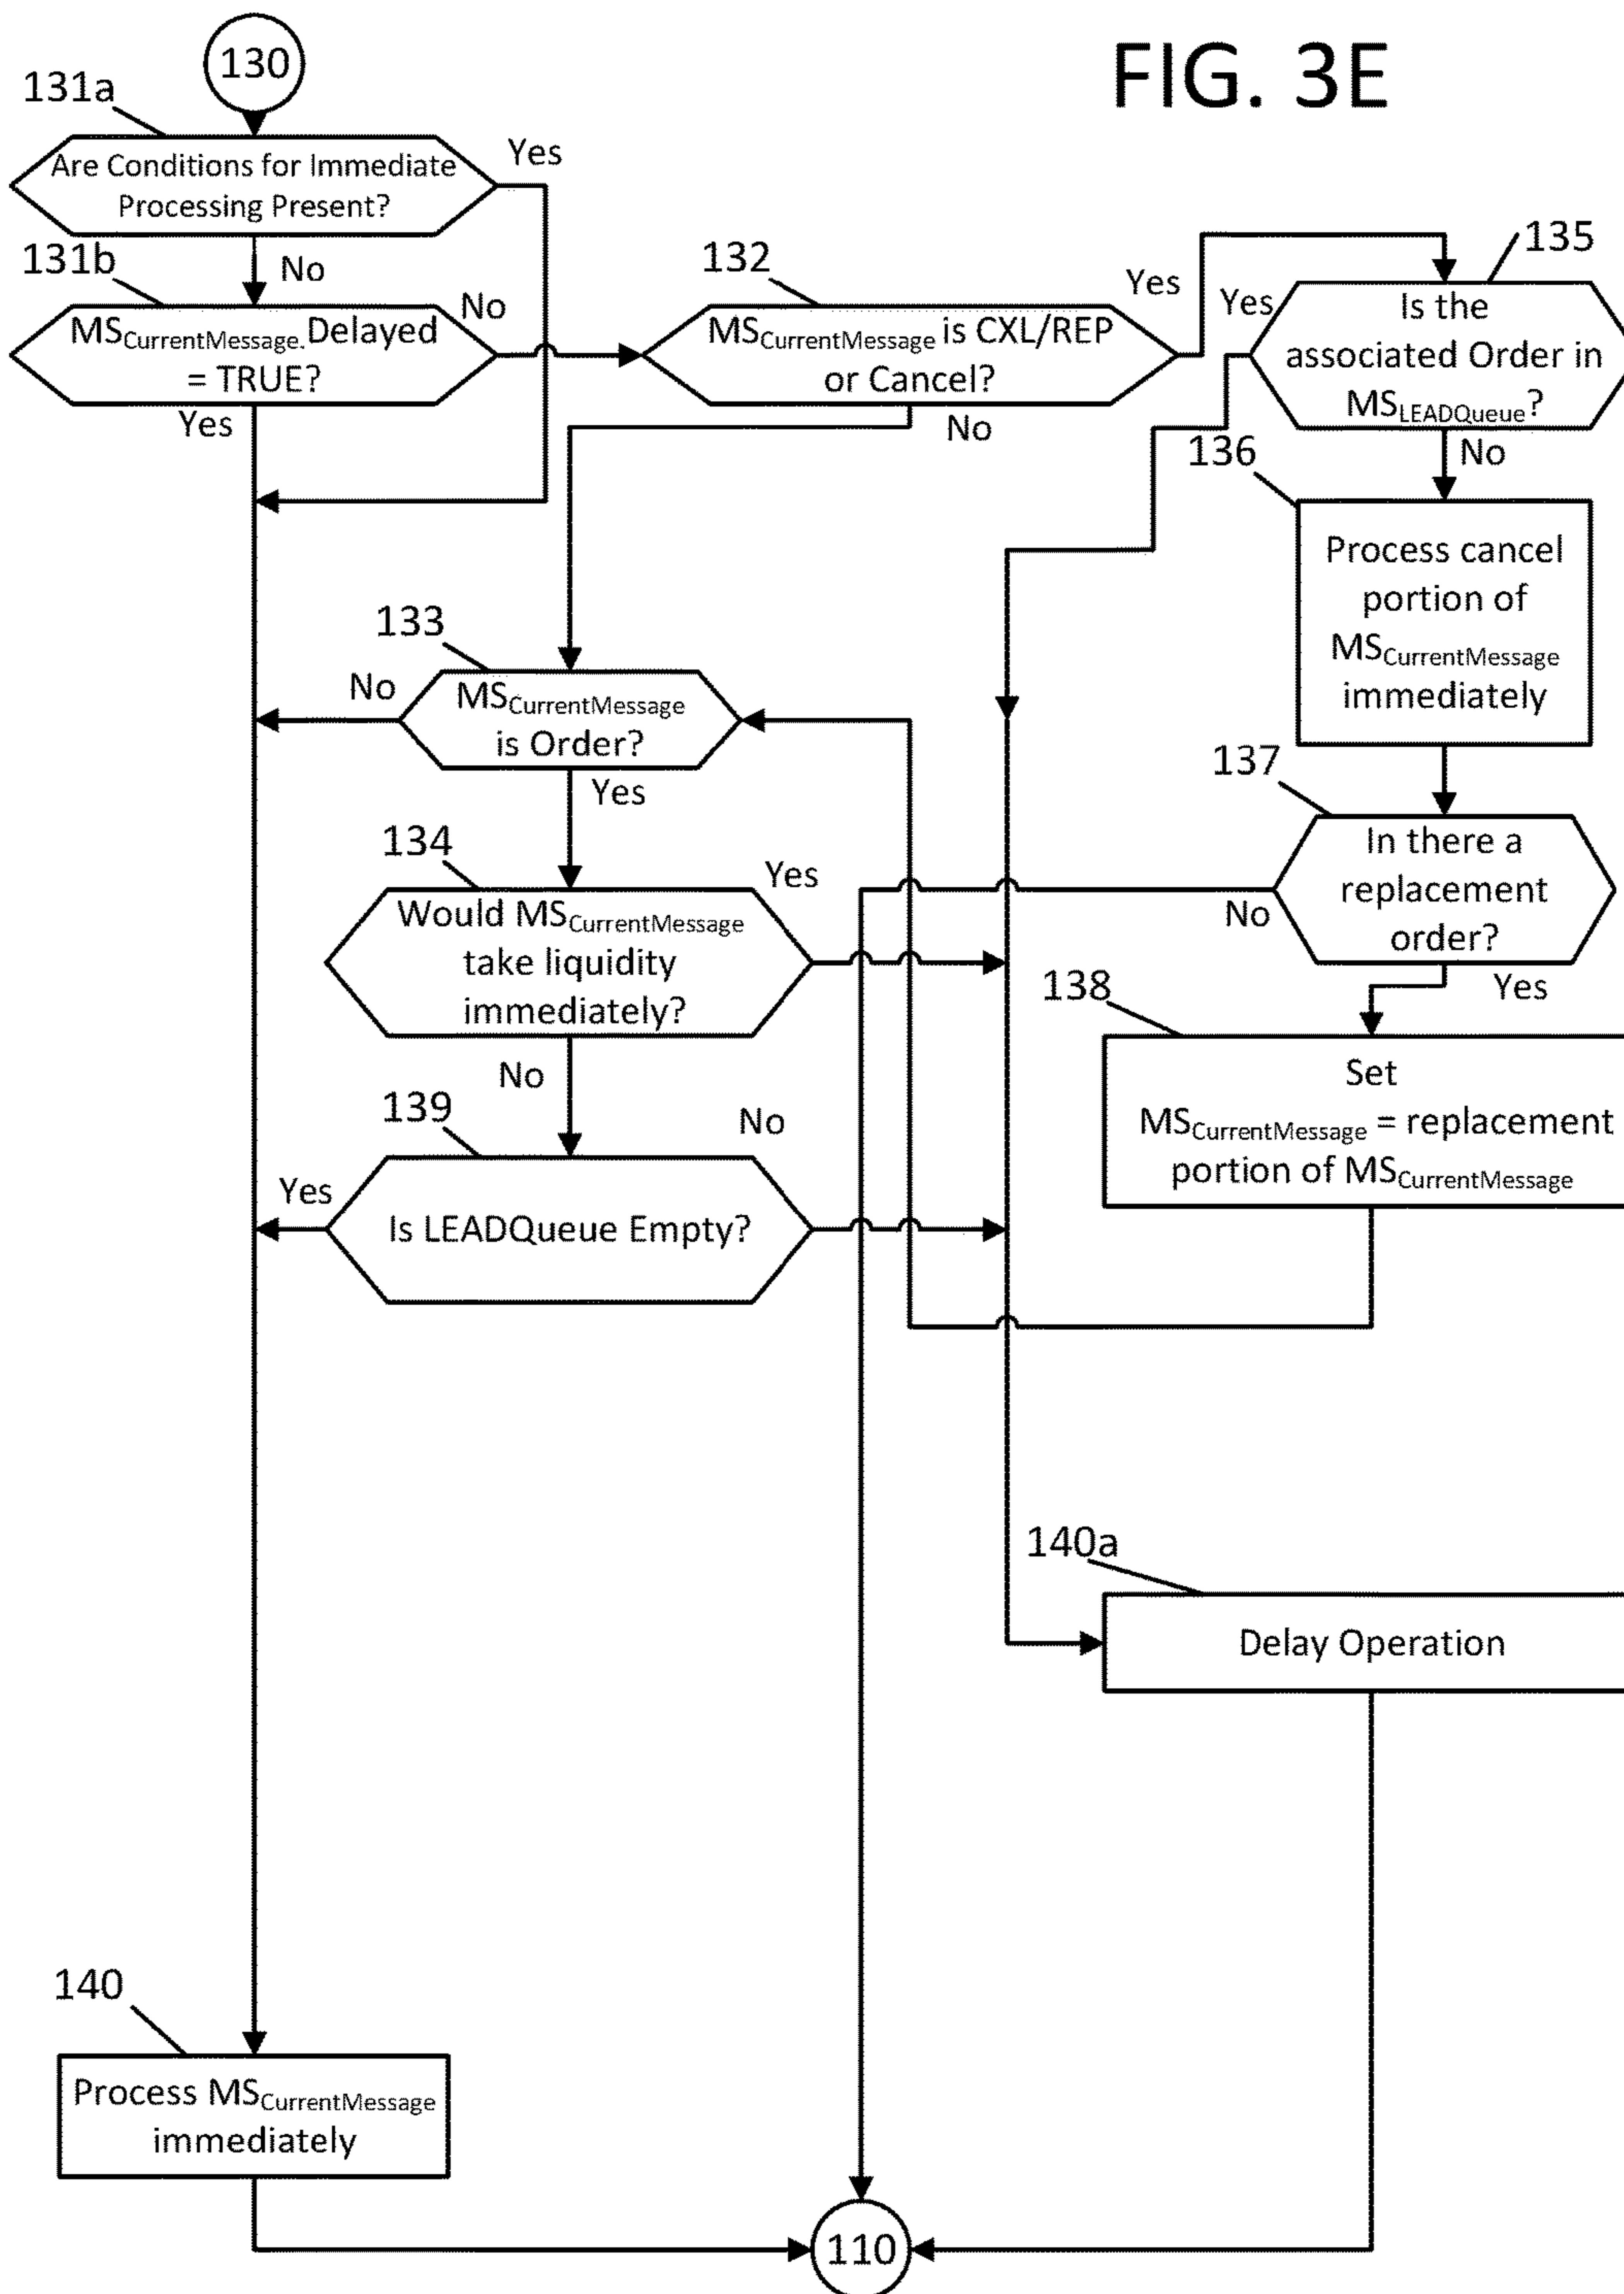 FIG. 3E
130
131a
Are Conditions for Immediate
Processing Present?
Yes
No
131b
MSCurrentMessage.Delayed
= TRUE?
No
Yes
132
MSCurrentMessage is CXL/REP
or Cancel?
Yes
No
135
Is the
associated Order in
MSLEADQueue?
Yes
No
136
Process cancel
portion of
MSCurrentMessage
immediately
133
MSCurrentMessage
is Order?
No
Yes
137
In there a
replacement
order?
No
Yes
134
Would MSCurrentMessage
take liquidity
immediately?
Yes
No
138
Set
MSCurrentMessage = replacement
portion of MSCurrentMessage
139
Is LEADQueue Empty?
No
Yes
140a
Delay Operation
140
Process MSCurrentMessage
immediately
110